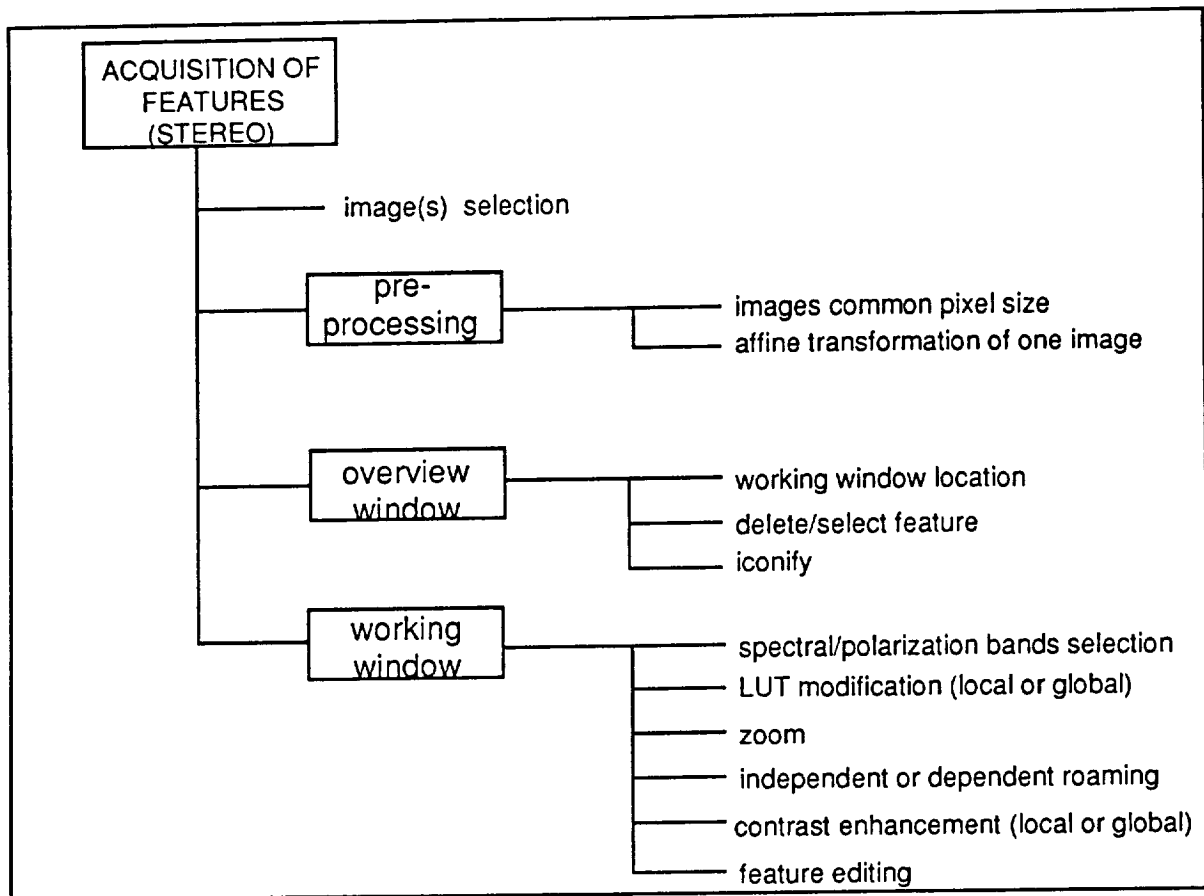 ACQUISITION OF
FEATURES
(STEREO)
image(s) selection
pre-
processing
images common pixel size
affine transformation of one image
overview
window
working window location
delete/select feature
iconify
working
window
spectral/polarization bands selection
LUT modification (local or global)
zoom
independent or dependent roaming
contrast enhancement (local or global)
feature editing